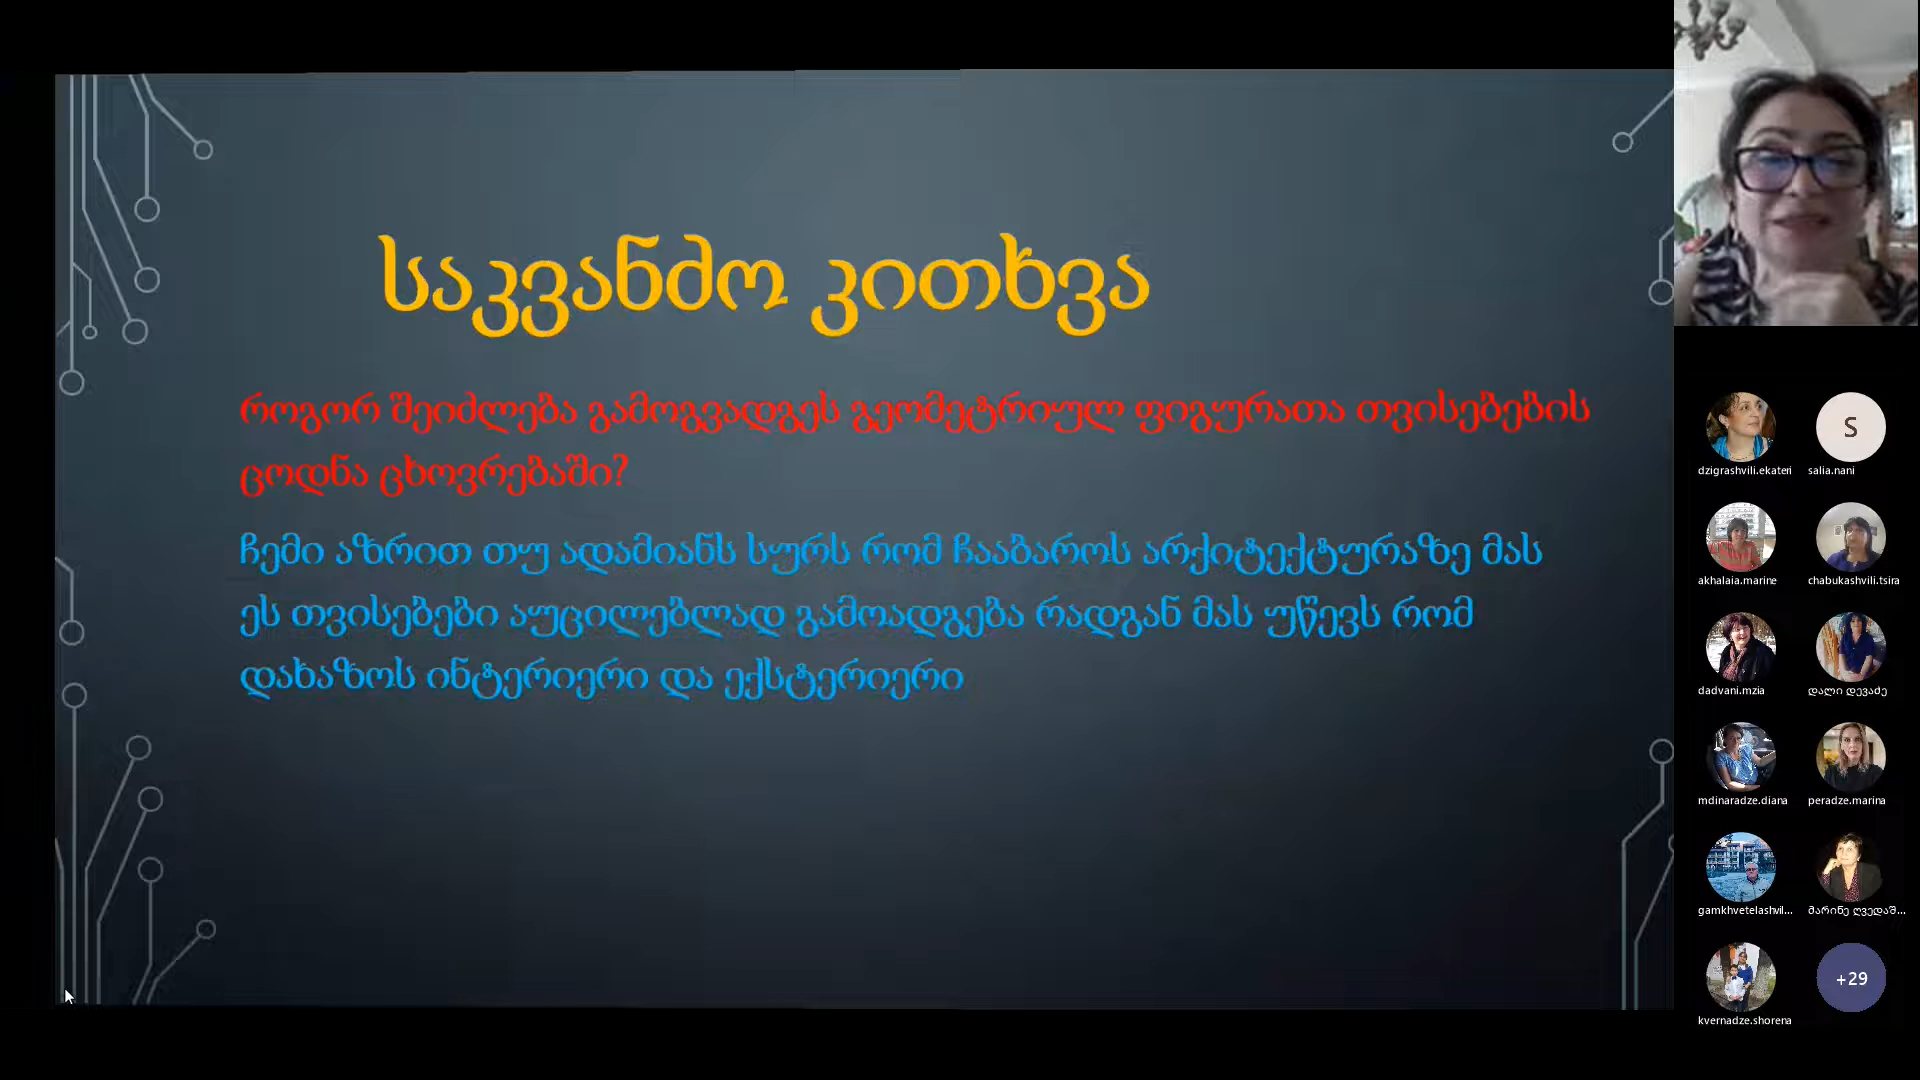 საკვანძო კითხვა
როგორ შეიძლება გამოგვადგეს გეომეტრიულ ფიგურათა თვისებების
ცოდნა ცხოვრებაში?
ჩემი აზრით თუ ადამიანს სურს რომ ჩააბაროს არქიტექტურაზე მას
ეს თვისებები აუცილებლად გამოადგება რადგან მას უწევს რომ
დახაზოს ინტერიერი და ექსტერიერი
S
dzigrashvili.ekateri
salia.nani
akhalaia.marine
chabukashvili.tsira
dadvani.mzia
დალი დევაძე
mdinaradze.diana
peradze.marina
gamkhvetelashvil...
მარინე ღვედაშ...
+29
kvernadze.shorena